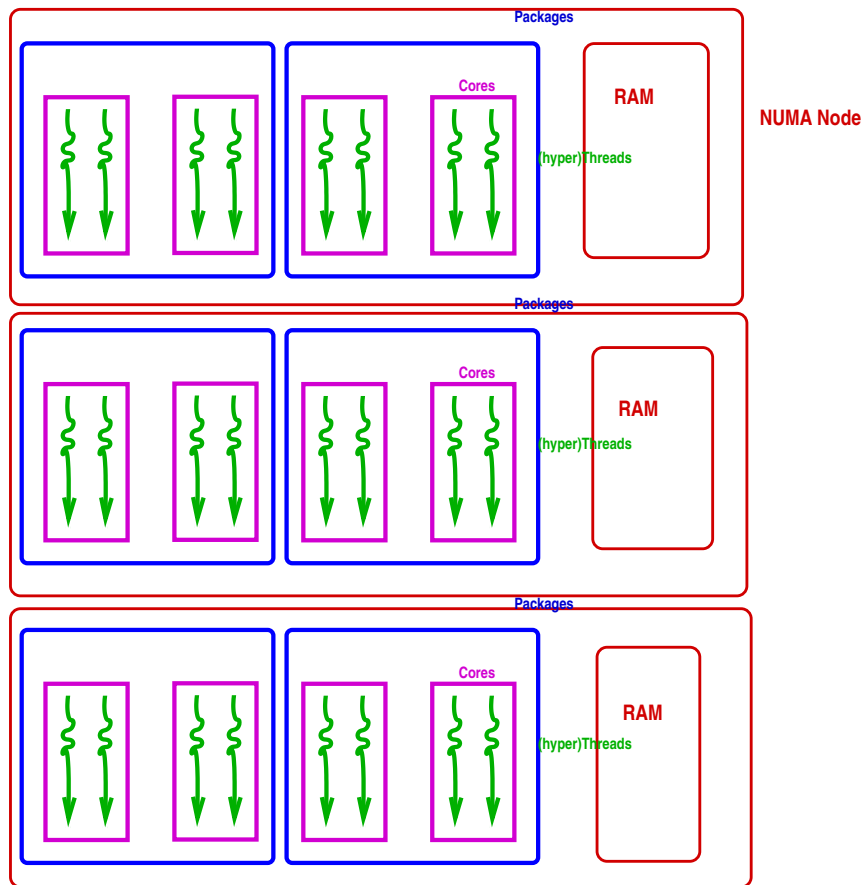 Packages
Cores
RAM
NUMA Node
(hyper)Threads
Packages
Cores
RAM
(hyper)Threads
Packages
Cores
RAM
(hyper)Threads